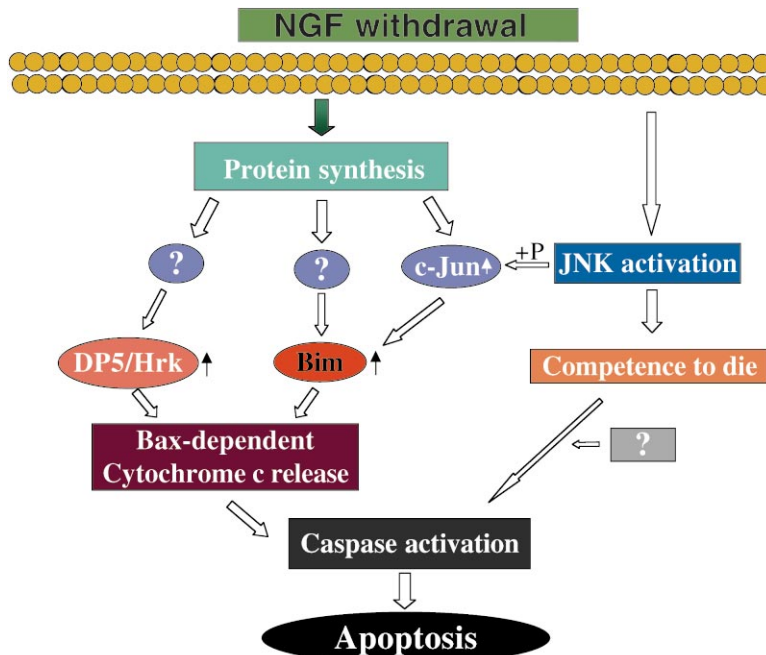 NGF withdrawal
Protein synthesis
?
?
c-Jun
+P
JNK activation
DP5/Hrk
Bim
Competence to die
Bax-dependent
Cytochrome c release
?
Caspase activation
Apoptosis